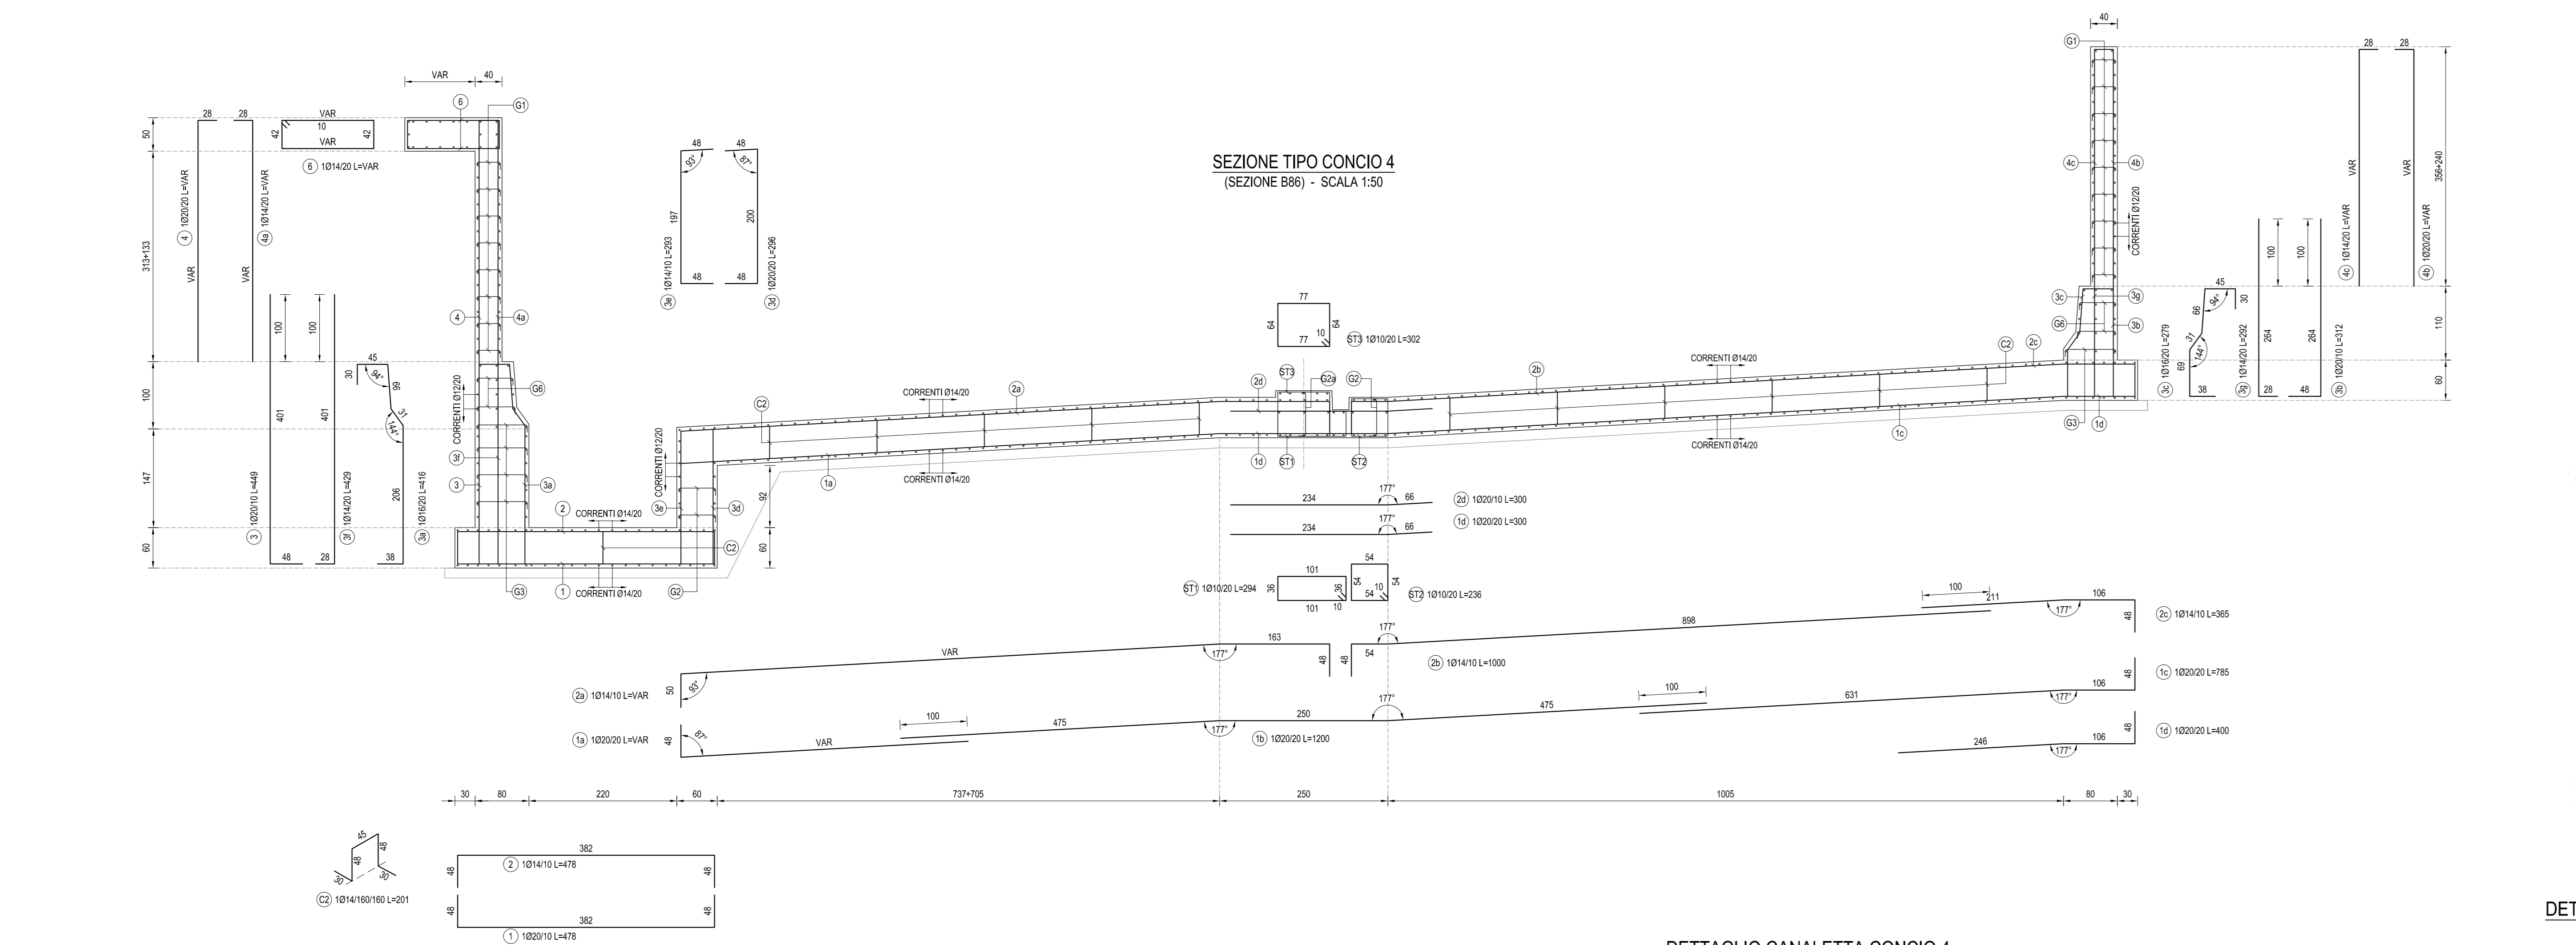 SEZIONE TIPO CONCIO 4
(SEZIONE B86) - SCALA 1:50
VAR
40
6
G1
50
313÷133
100
147
60
28
28
VAR
10
VAR
42
42
6 1Ø14/20 L=VAR
4 1Ø20/20 L=VAR
4a 1Ø14/20 L=VAR
VAR
VAR
100
100
401
401
48
28
3 1Ø20/10 L=449
3f 1Ø14/20 L=429
45
30
94°
99
31
144°
206
38
3a 1Ø16/20 L=416
4
4a
G6
CORRENTI Ø12/20
3f
3
3a
2
CORRENTI Ø14/20
C2
G3
1
CORRENTI Ø14/20
G2
48
48
93°
87°
197
200
48
48
3e 1Ø14/10 L=293
3d 1Ø20/20 L=296
CORRENTI Ø12/20
3e
3d
92
60
C2
CORRENTI Ø14/20
2a
1a
CORRENTI Ø14/20
77
64
64
10
77
ST3 1Ø10/20 L=302
ST3
2d
G2a
G2
1d
ST1
ST2
2b
CORRENTI Ø14/20
C2
2c
CORRENTI Ø14/20
1c
G3
1d
40
G1
4c
4b
CORRENTI Ø12/20
3c
3g
G6
3b
45
30
66
94°
31
144°
69
38
3c 1Ø16/20 L=279
3g 1Ø14/20 L=292
100
100
264
264
28
48
3b 1Ø20/10 L=312
28
28
VAR
VAR
4c 1Ø14/20 L=VAR
4b 1Ø20/20 L=VAR
356÷240
110
60
234
177°
66
2d 1Ø20/10 L=300
234
177°
66
1d 1Ø20/20 L=300
ST1 1Ø10/20 L=294
101
36
36
101
10
54
54
54
10
54
ST2 1Ø10/20 L=236
2a 1Ø14/10 L=VAR
50
93°
VAR
177°
163
48
48
177°
54
2b 1Ø14/10 L=1000
898
100
211
177°
106
48
2c 1Ø14/10 L=365
1a 1Ø20/20 L=VAR
48
87°
VAR
100
475
177°
250
1b 1Ø20/20 L=1200
177°
475
100
631
177°
106
48
1c 1Ø20/20 L=785
246
177°
106
48
1d 1Ø20/20 L=400
30
80
220
60
737÷705
250
1005
80
30
45
48
48
30
30
C2 1Ø14/160/160 L=201
382
48
48
2 1Ø14/10 L=478
48
48
382
1 1Ø20/10 L=478
DETTAGLIO CANALETTA CONCIO 4
DET